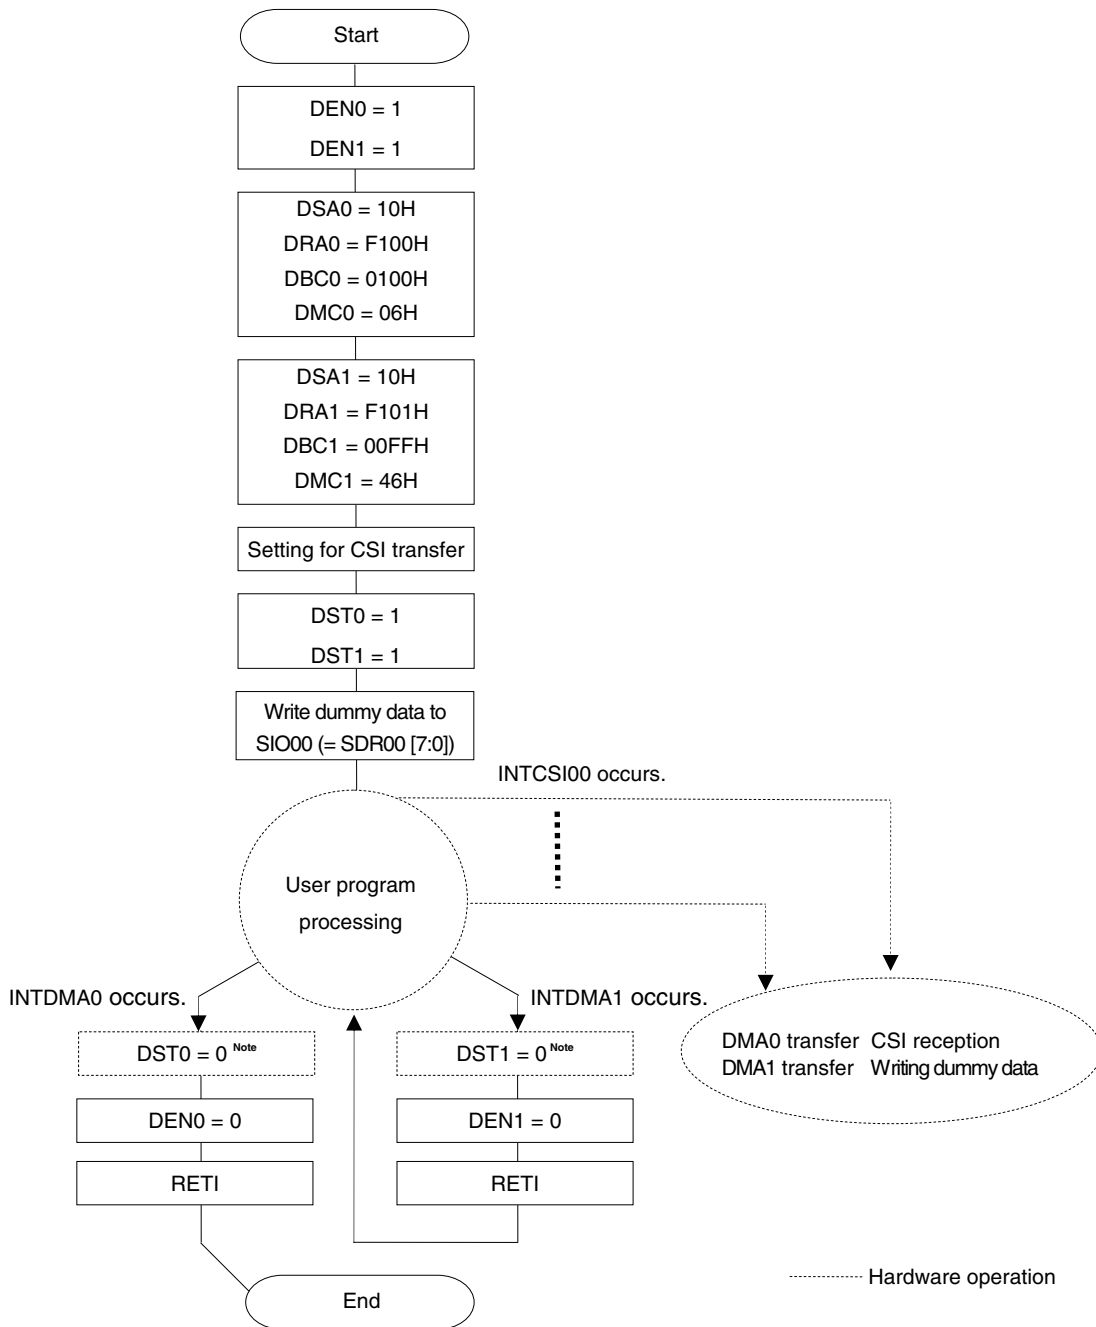 Start
DEN0 = 1
DEN1 = 1
DSA0 = 10H
DRA0 = F100H
DBC0 = 0100H
DMC0 = 06H
DSA1 = 10H
DRA1 = F101H
DBC1 = 00FFH
DMC1 = 46H
Setting for CSI transfer
DST0 = 1
DST1 = 1
Write dummy data to
SIO00 (= SDR00 [7:0])
INTCSI00 occurs.
User program
processing
INTDMA0 occurs.
INTDMA1 occurs.
DST0 = 0 Note
DST1 = 0 Note
DMA0 transfer CSI reception
DMA1 transfer Writing dummy data
DEN0 = 0
DEN1 = 0
RETI
RETI
Hardware operation
End